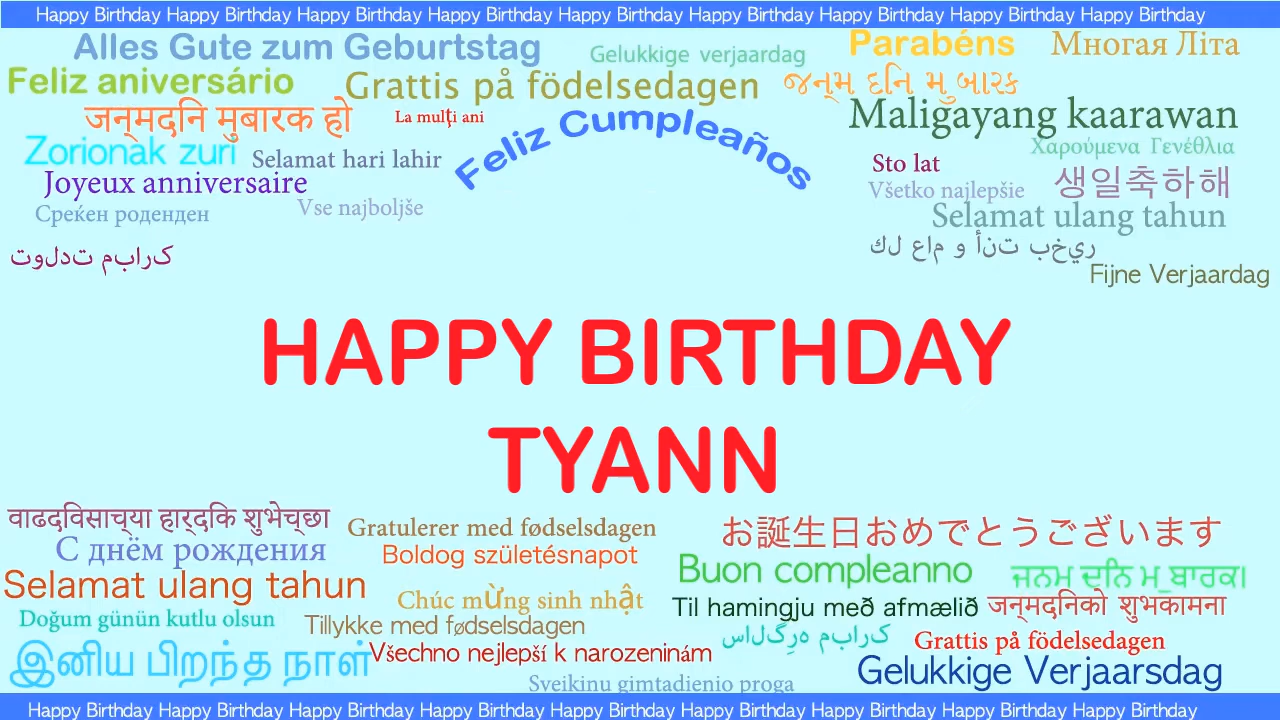 Happy Birthday Happy Birthday Happy Birthday Happy Birthday Happy Birthday Happy Birthday Happy Birthday Happy Birthday Happy Birthday
Alles Gute zum Geburtstag
Gelukkige verjaardag
Parabéns
Многая Літа
Feliz aniversário
Grattis på födelsedagen
જન્મ દનિ મુ બારક
जन्मदनि मुबारक हो
La mulţi ani
Feliz Cumpleaños
Maligayang kaarawan
Zorionak zuri
Selamat hari lahir
Sto lat
Χαρούμενα Γενέθλια
Joyeux anniversaire
Všetko najlepšie
생일축하해
Среќен роденден
Vse najboljše
Selamat ulang tahun
تولدت مبارک
كل عام و أنت بخير
Fijne Verjaardag
HAPPY BIRTHDAY
TYANN
वाढदविसाच्या हार्दकि शुभेच्छा
Gratulerer med fødselsdagen
お誕生日おめでとうございます
С днём рождения
Boldog születésnapot
Buon compleanno
ਜਨਮ ਦਨਿ ਮੁ ਬਾਰਕ।
Selamat ulang tahun
Chúc mừng sinh nhật
Til hamingju með afmælið
जन्मदनिको शुभकामना
Doğum günün kutlu olsun
Tillykke med fødselsdagen
سالگرہ مبارک
Grattis på födelsedagen
இனிய பிறந்த நாள்
Všechno nejlepší k narozeninám
Gelukkige Verjaarsdag
Sveikinu gimtadienio proga
Happy Birthday Happy Birthday Happy Birthday Happy Birthday Happy Birthday Happy Birthday Happy Birthday Happy Birthday Happy Birthday